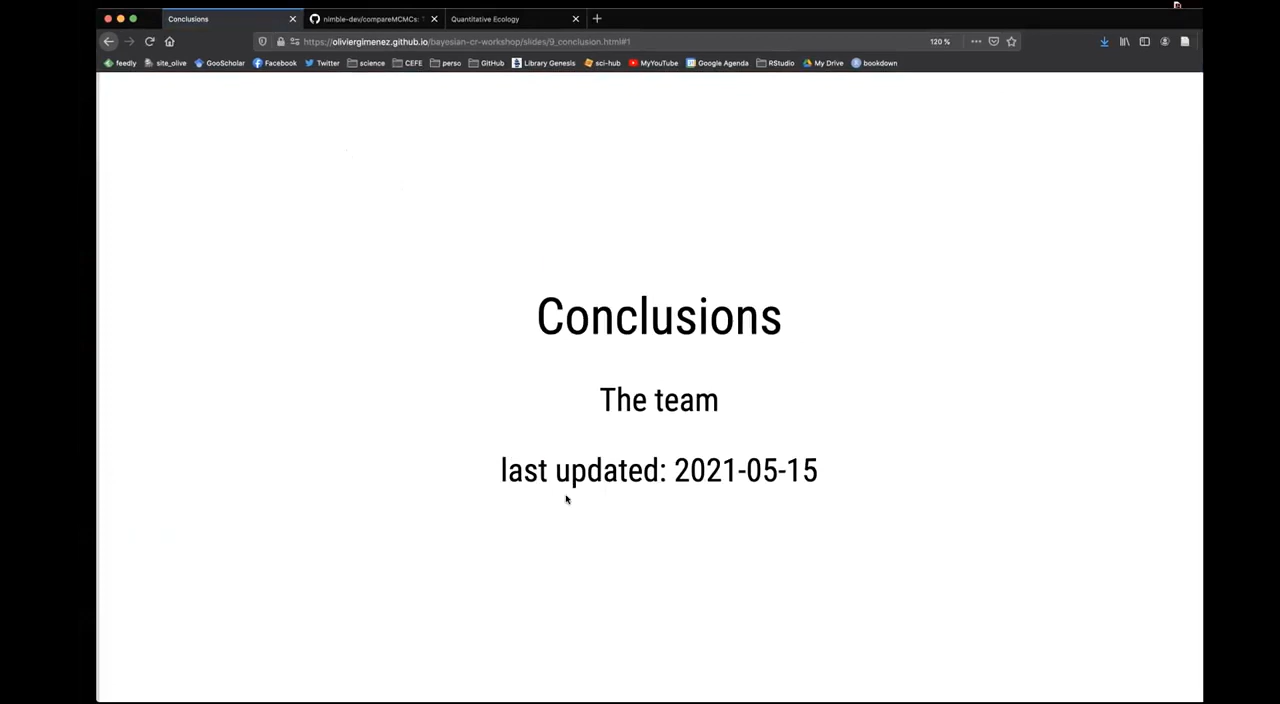 Conclusions
nimble-dev/compareMCMCs: T
Quantitative Ecology
https://oliviergimenez.github.io/bayesian-cr-workshop/slides/9_conclusion.html#1
120 %
feedly
site_olive
GooScholar
Facebook
Twitter
science
CEFE
perso
GitHub
Library Genesis
sci-hub
MyYouTube
Google Agenda
RStudio
My Drive
bookdown
Conclusions
The team
last updated: 2021-05-15